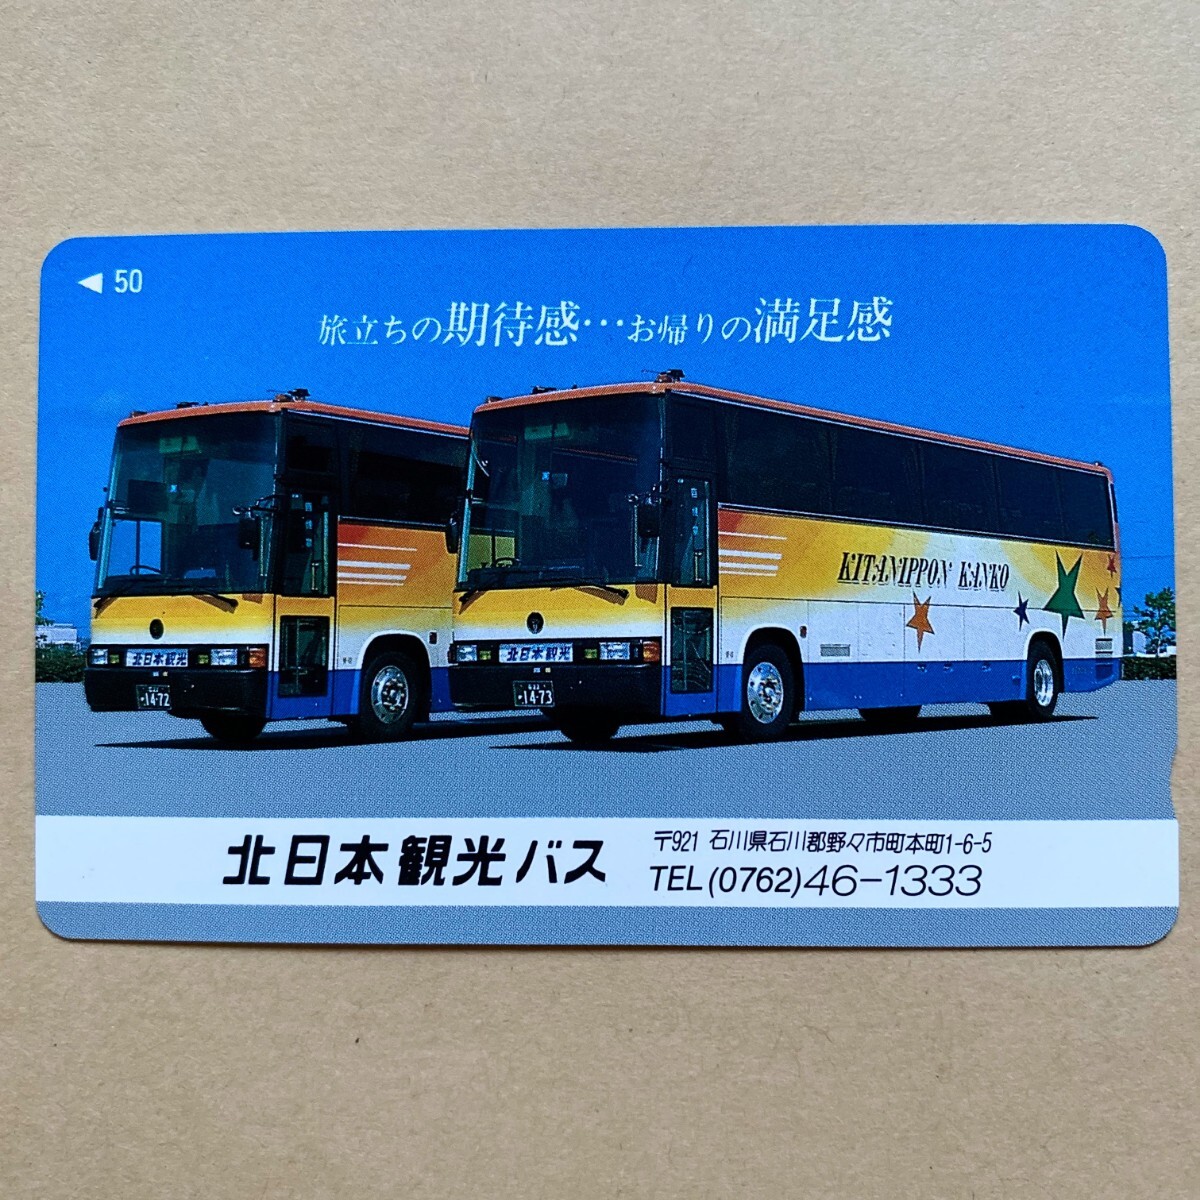 ◀ 50
旅立ちの期待感…お帰りの満足感
KITANIPPON KANKO
北日本観光
1472
北日本観光
1473
北日本観光バス
〒921 石川県石川郡野々市町本町1-6-5
TEL (0762)46-1333